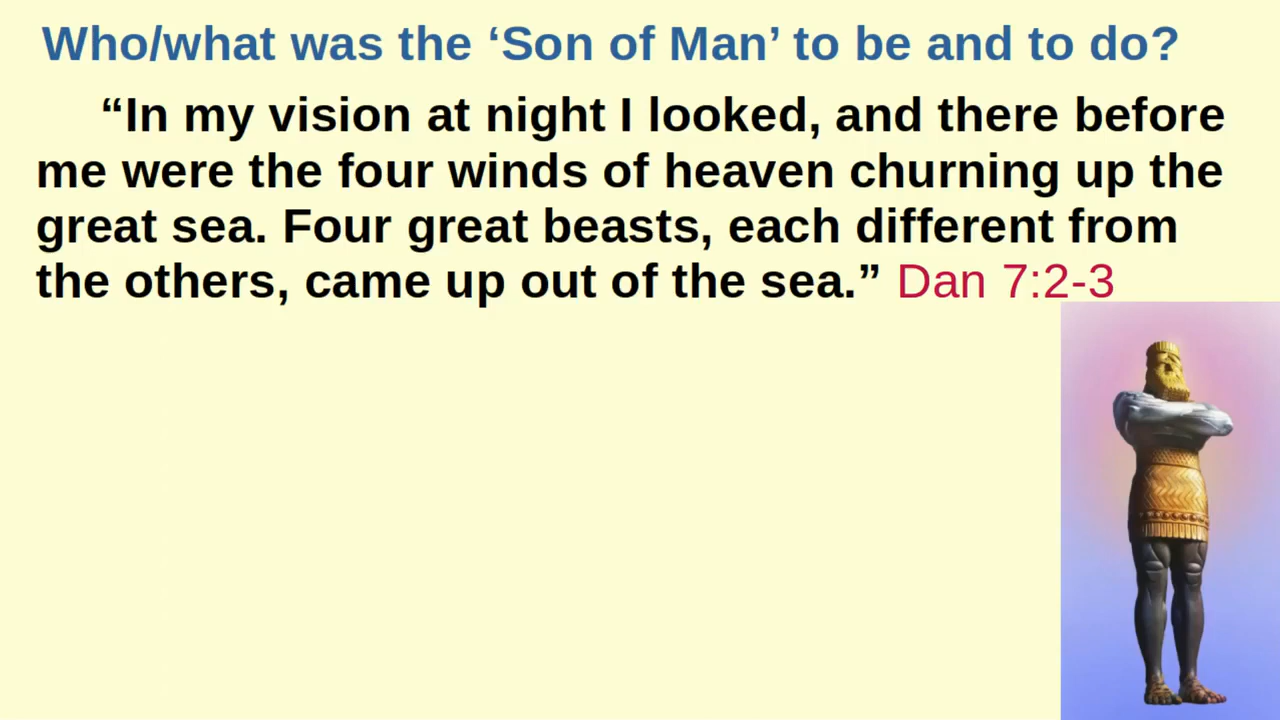 Who/what was the ‘Son of Man’ to be and to do?
“In my vision at night I looked, and there before
me were the four winds of heaven churning up the
great sea. Four great beasts, each different from
the others, came up out of the sea.” Dan 7:2-3